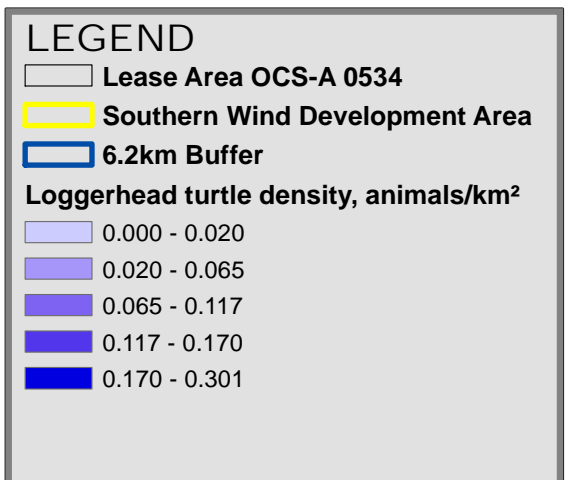 LEGEND
Lease Area OCS-A 0534
Southern Wind Development Area
6.2km Buffer
Loggerhead turtle density, animals/km²
0.000 - 0.020
0.020 - 0.065
0.065 - 0.117
0.117 - 0.170
0.170 - 0.301